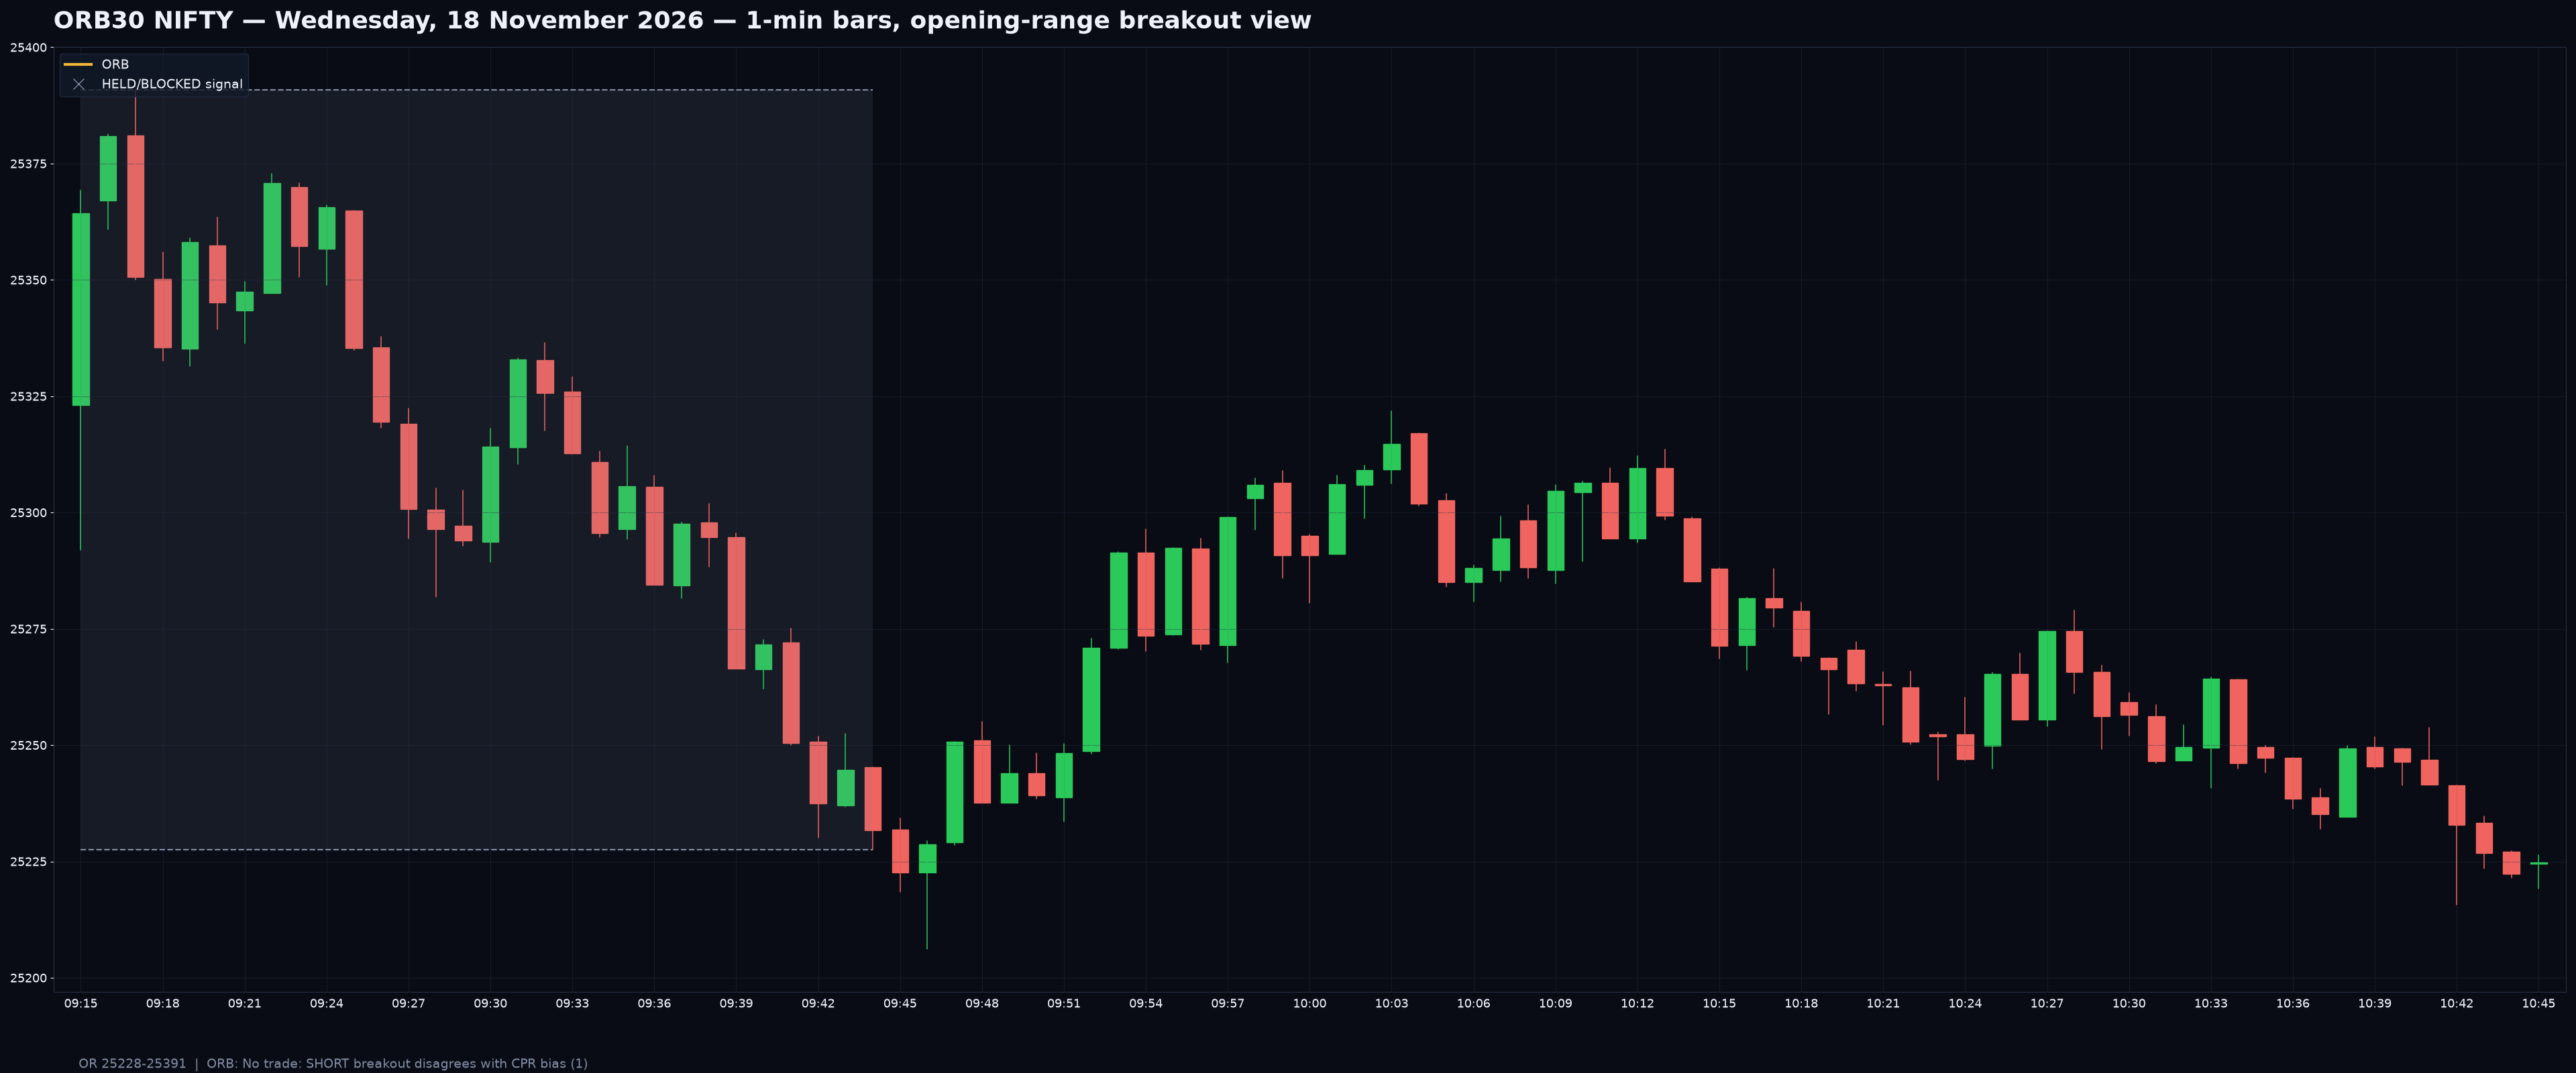 ORB30 NIFTY — Wednesday, 18 November 2026 — 1-min bars, opening-range breakout view
ORB
HELD/BLOCKED signal
25400
25375
25350
25325
25300
25275
25250
25225
25200
09:15 09:18 09:21 09:24 09:27 09:30 09:33 09:36 09:39 09:42 09:45 09:48 09:51 09:54 09:57 10:00 10:03 10:06 10:09 10:12 10:15 10:18 10:21 10:24 10:27 10:30 10:33 10:36 10:39 10:42 10:45
OR 25228-25391 | ORB: No trade: SHORT breakout disagrees with CPR bias (1)